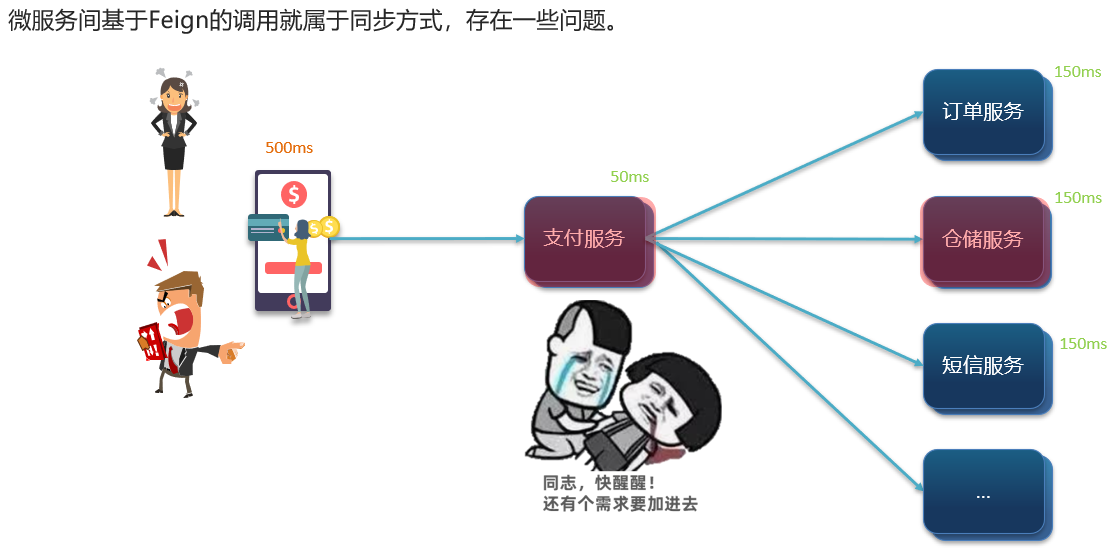 微服务间基于Feign的调用就属于同步方式，存在一些问题。
500ms
50ms
支付服务
150ms
订单服务
150ms
仓储服务
150ms
短信服务
...
$
$
$
同志，快醒醒！
还有个需求要加进去